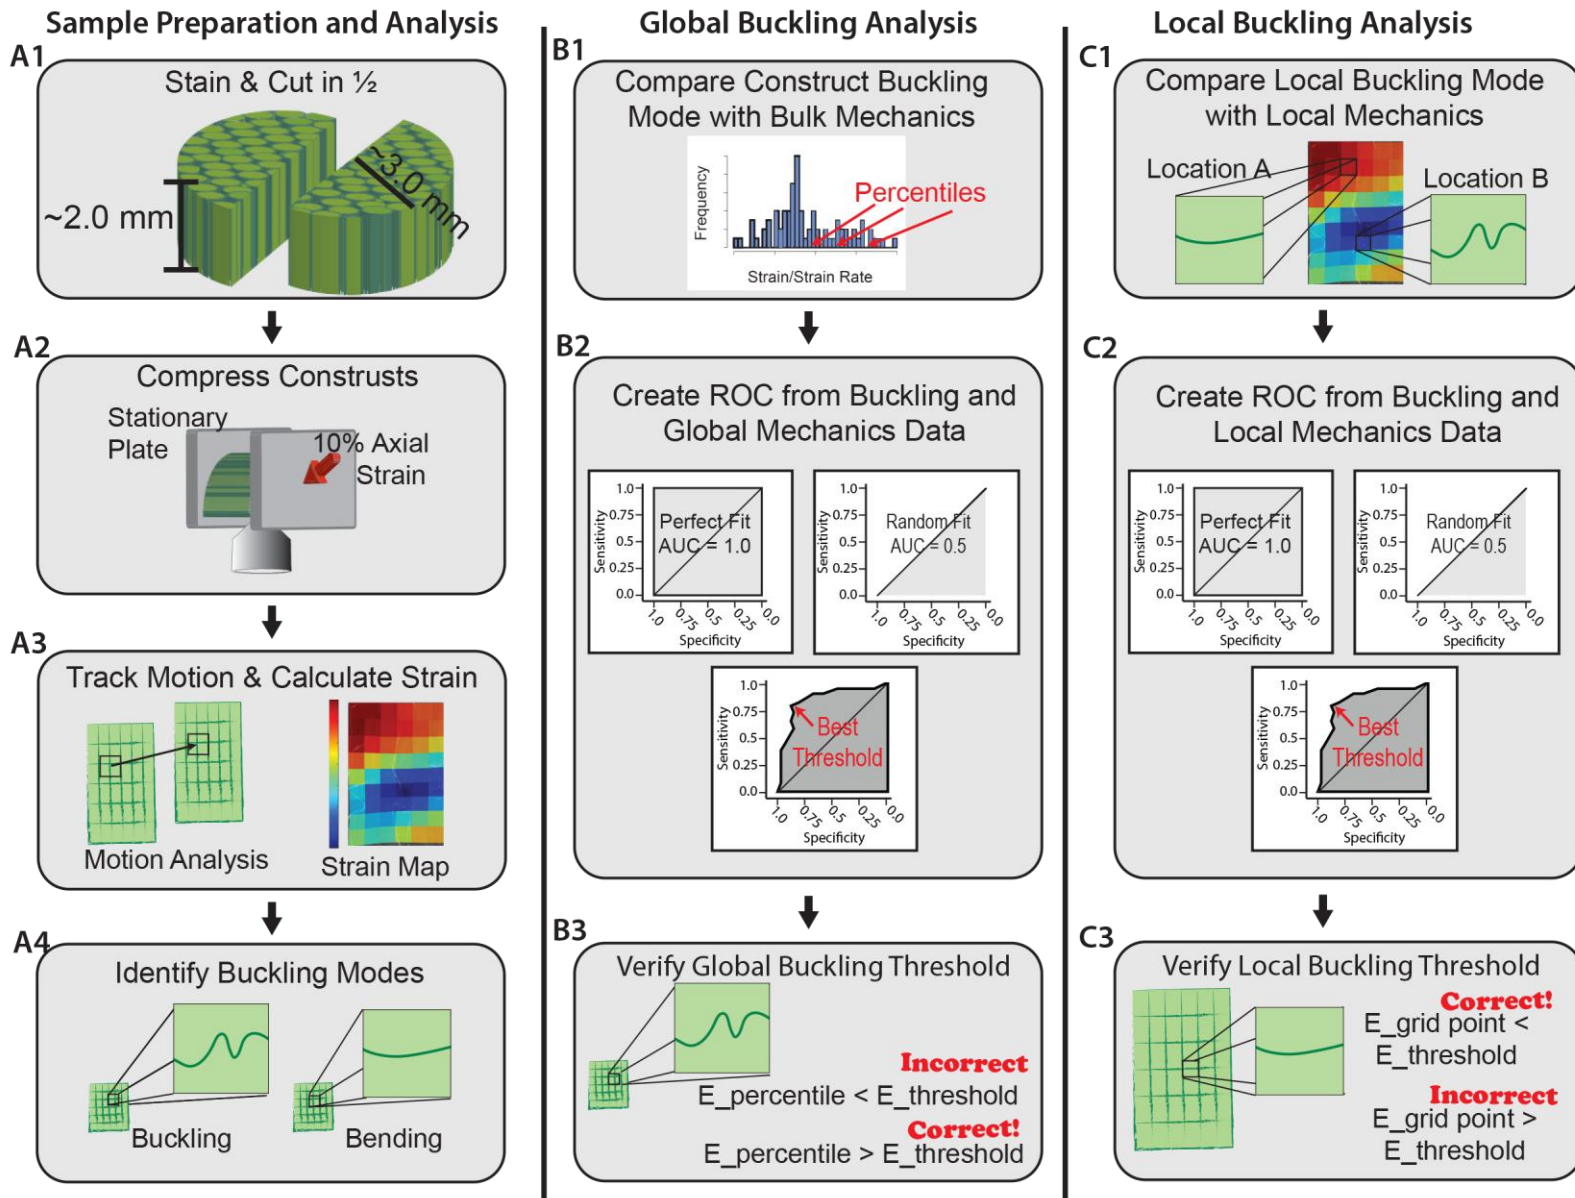 Sample Preparation and Analysis
A1
Stain & Cut in ½
~2.0 mm
~3.0 mm
A2
Compress Construsts
Stationary
Plate
10% Axial
Strain
A3
Track Motion & Calculate Strain
Motion Analysis
Strain Map
A4
Identify Buckling Modes
Buckling
Bending
Global Buckling Analysis
B1
Compare Construct Buckling
Mode with Bulk Mechanics
Frequency
Percentiles
Strain/Strain Rate
B2
Create ROC from Buckling and
Global Mechanics Data
Sensitivity
1.0
0.75
0.5
0.25
0.0
Perfect Fit
AUC = 1.0
1.0 0.75 0.5 0.25 0.0
Specificity
Sensitivity
1.0
0.75
0.5
0.25
0.0
Random Fit
AUC = 0.5
1.0 0.75 0.5 0.25 0.0
Specificity
Sensitivity
1.0
0.75
0.5
0.25
0.0
Best
Threshold
1.0 0.75 0.5 0.25 0.0
Specificity
B3
Verify Global Buckling Threshold
Incorrect
E_percentile < E_threshold
Correct!
E_percentile > E_threshold
Local Buckling Analysis
C1
Compare Local Buckling Mode
with Local Mechanics
Location A
Location B
C2
Create ROC from Buckling and
Local Mechanics Data
Sensitivity
1.0
0.75
0.5
0.25
0.0
Perfect Fit
AUC = 1.0
1.0 0.75 0.5 0.25 0.0
Specificity
Sensitivity
1.0
0.75
0.5
0.25
0.0
Random Fit
AUC = 0.5
1.0 0.75 0.5 0.25 0.0
Specificity
Sensitivity
1.0
0.75
0.5
0.25
0.0
Best
Threshold
1.0 0.75 0.5 0.25 0.0
Specificity
C3
Verify Local Buckling Threshold
Correct!
E_grid point <
E_threshold
Incorrect
E_grid point >
E_threshold